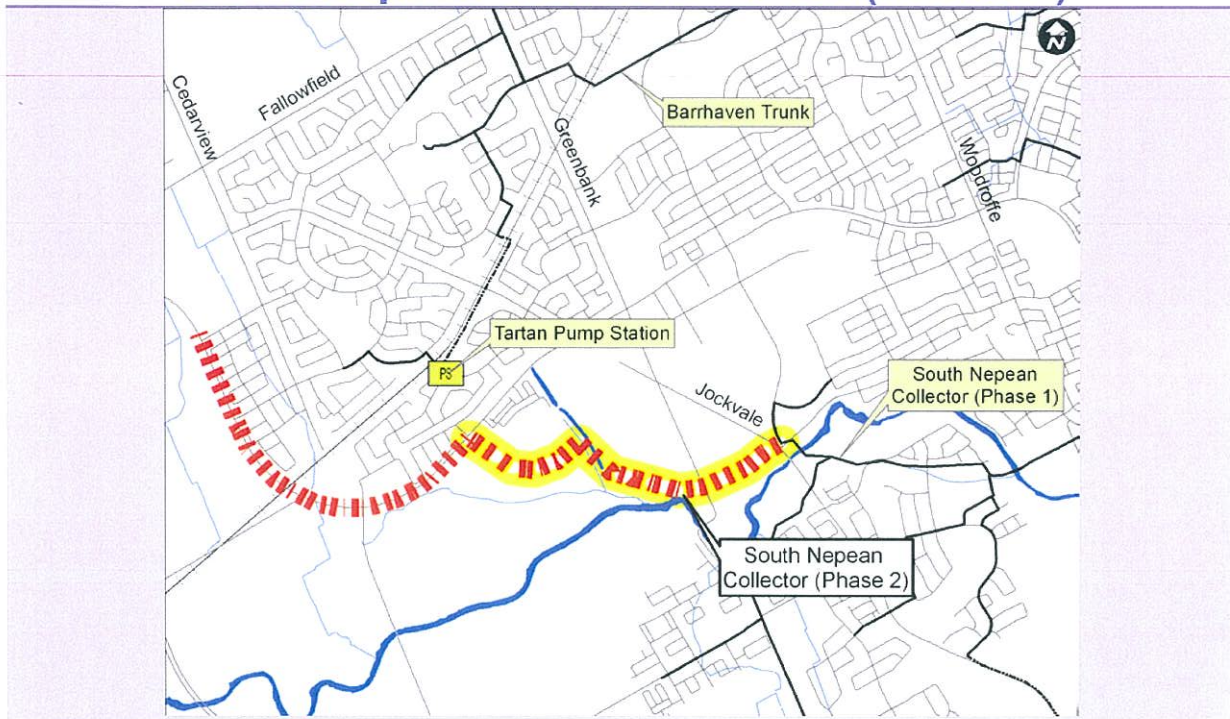 N
Cedarview
Fallowfield
Greenbank
Barrhaven Trunk
Woodroffe
Tartan Pump Station
PS
Jockvale
South Nepean
Collector (Phase 1)
South Nepean
Collector (Phase 2)